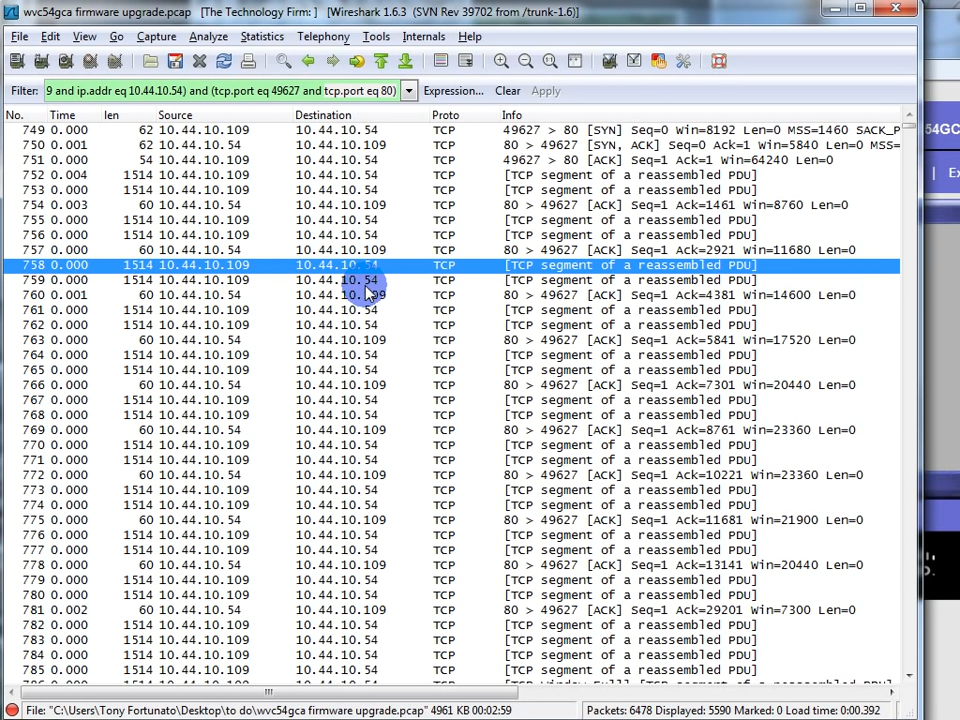 wvc54gca firmware upgrade.pcap [The Technology Firm: ] [Wireshark 1.6.3 (SVN Rev 39702 from /trunk-1.6)]
File Edit View Go Capture Analyze Statistics Telephony Tools Internals Help
Filter: 9 and ip.addr eq 10.44.10.54) and (tcp.port eq 49627 and tcp.port eq 80) Expression... Clear Apply
No. Time len Source Destination Proto Info
749 0.000 62 10.44.10.109 10.44.10.54 TCP 49627 > 80 [SYN] Seq=0 Win=8192 Len=0 MSS=1460 SACK_P
750 0.001 62 10.44.10.54 10.44.10.109 TCP 80 > 49627 [SYN, ACK] Seq=0 Ack=1 Win=5840 Len=0 MSS=
751 0.000 54 10.44.10.109 10.44.10.54 TCP 49627 > 80 [ACK] Seq=1 Ack=1 Win=64240 Len=0
752 0.004 1514 10.44.10.109 10.44.10.54 TCP [TCP segment of a reassembled PDU]
753 0.000 1514 10.44.10.109 10.44.10.54 TCP [TCP segment of a reassembled PDU]
754 0.003 60 10.44.10.54 10.44.10.109 TCP 80 > 49627 [ACK] Seq=1 Ack=1461 Win=8760 Len=0
755 0.000 1514 10.44.10.109 10.44.10.54 TCP [TCP segment of a reassembled PDU]
756 0.000 1514 10.44.10.109 10.44.10.54 TCP [TCP segment of a reassembled PDU]
757 0.000 60 10.44.10.54 10.44.10.109 TCP 80 > 49627 [ACK] Seq=1 Ack=2921 Win=11680 Len=0
758 0.000 1514 10.44.10.109 10.44.10.54 TCP [TCP segment of a reassembled PDU]
759 0.000 1514 10.44.10.109 10.44.10.54 TCP [TCP segment of a reassembled PDU]
760 0.001 60 10.44.10.54 10.44.10.109 TCP 80 > 49627 [ACK] Seq=1 Ack=4381 Win=14600 Len=0
761 0.000 1514 10.44.10.109 10.44.10.54 TCP [TCP segment of a reassembled PDU]
762 0.000 1514 10.44.10.109 10.44.10.54 TCP [TCP segment of a reassembled PDU]
763 0.000 60 10.44.10.54 10.44.10.109 TCP 80 > 49627 [ACK] Seq=1 Ack=5841 Win=17520 Len=0
764 0.000 1514 10.44.10.109 10.44.10.54 TCP [TCP segment of a reassembled PDU]
765 0.000 1514 10.44.10.109 10.44.10.54 TCP [TCP segment of a reassembled PDU]
766 0.000 60 10.44.10.54 10.44.10.109 TCP 80 > 49627 [ACK] Seq=1 Ack=7301 Win=20440 Len=0
767 0.000 1514 10.44.10.109 10.44.10.54 TCP [TCP segment of a reassembled PDU]
768 0.000 1514 10.44.10.109 10.44.10.54 TCP [TCP segment of a reassembled PDU]
769 0.000 60 10.44.10.54 10.44.10.109 TCP 80 > 49627 [ACK] Seq=1 Ack=8761 Win=23360 Len=0
770 0.000 1514 10.44.10.109 10.44.10.54 TCP [TCP segment of a reassembled PDU]
771 0.000 1514 10.44.10.109 10.44.10.54 TCP [TCP segment of a reassembled PDU]
772 0.000 60 10.44.10.54 10.44.10.109 TCP 80 > 49627 [ACK] Seq=1 Ack=10221 Win=23360 Len=0
773 0.000 1514 10.44.10.109 10.44.10.54 TCP [TCP segment of a reassembled PDU]
774 0.000 1514 10.44.10.109 10.44.10.54 TCP [TCP segment of a reassembled PDU]
775 0.000 60 10.44.10.54 10.44.10.109 TCP 80 > 49627 [ACK] Seq=1 Ack=11681 Win=21900 Len=0
776 0.000 1514 10.44.10.109 10.44.10.54 TCP [TCP segment of a reassembled PDU]
777 0.000 1514 10.44.10.109 10.44.10.54 TCP [TCP segment of a reassembled PDU]
778 0.000 60 10.44.10.54 10.44.10.109 TCP 80 > 49627 [ACK] Seq=1 Ack=13141 Win=20440 Len=0
779 0.000 1514 10.44.10.109 10.44.10.54 TCP [TCP segment of a reassembled PDU]
780 0.000 1514 10.44.10.109 10.44.10.54 TCP [TCP segment of a reassembled PDU]
781 0.002 60 10.44.10.54 10.44.10.109 TCP 80 > 49627 [ACK] Seq=1 Ack=29201 Win=7300 Len=0
782 0.000 1514 10.44.10.109 10.44.10.54 TCP [TCP segment of a reassembled PDU]
783 0.000 1514 10.44.10.109 10.44.10.54 TCP [TCP segment of a reassembled PDU]
784 0.000 1514 10.44.10.109 10.44.10.54 TCP [TCP segment of a reassembled PDU]
785 0.000 1514 10.44.10.109 10.44.10.54 TCP [TCP segment of a reassembled PDU]
File: "C:\Users\Tony Fortunato\Desktop\to do\wvc54gca firmware upgrade.pcap" 4961 KB 00:02:59 Packets: 6478 Displayed: 5590 Marked: 0 Load time: 0:00.392
54GC
Ex